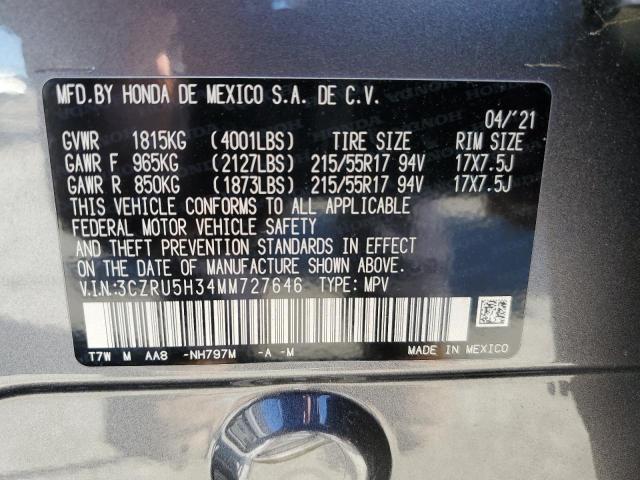 MFD.BY HONDA DE MEXICO S.A. DE C.V.
04/'21
GVWR 1815KG (4001LBS) TIRE SIZE RIM SIZE
GAWR F 965KG (2127LBS) 215/55R17 94V 17X7.5J
GAWR R 850KG (1873LBS) 215/55R17 94V 17X7.5J
THIS VEHICLE CONFORMS TO ALL APPLICABLE
FEDERAL MOTOR VEHICLE SAFETY
AND THEFT PREVENTION STANDARDS IN EFFECT
ON THE DATE OF MANUFACTURE SHOWN ABOVE.
V.I.N.:3CZRU5H34MM727646 TYPE: MPV
T7W M AA8 -NH797M -A -M MADE IN MEXICO